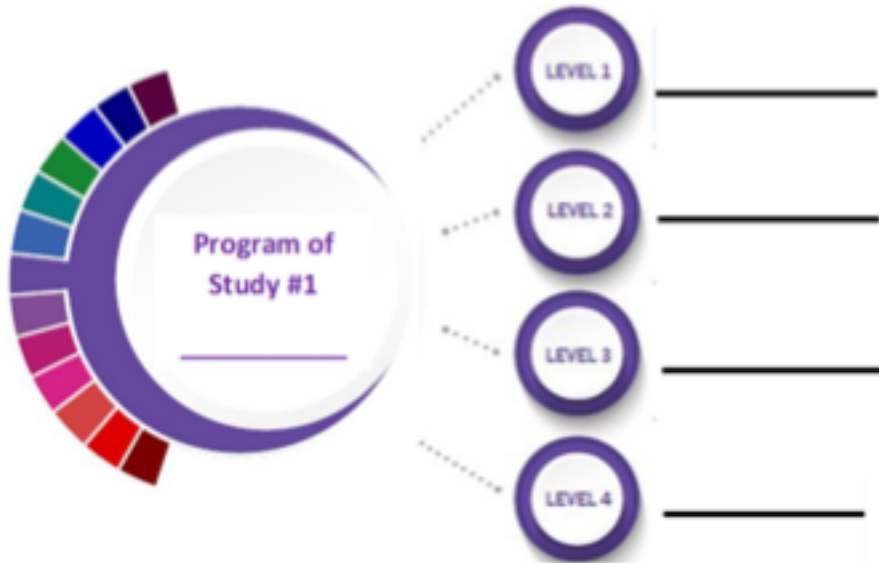 Program of
Study #1
LEVEL 1
LEVEL 2
LEVEL 3
LEVEL 4